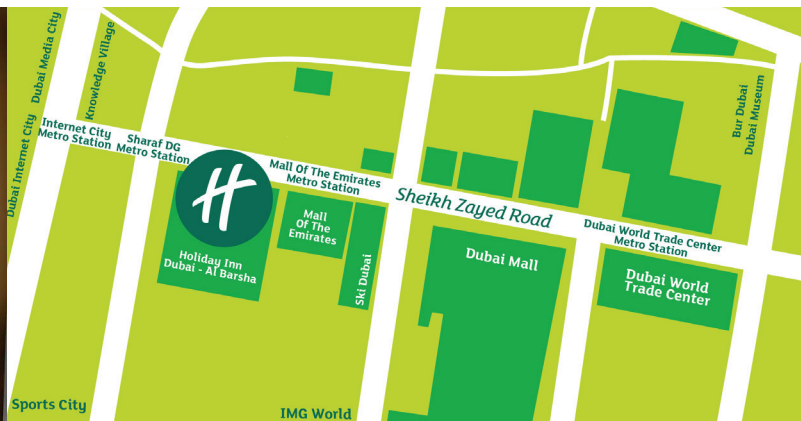 Dubai Internet City
Dubai Media City
Knowledge Village
Internet City
Metro Station
Sharaf DG
Metro Station
Mall Of The Emirates
Metro Station
Sheikh Zayed Road
Dubai World Trade Center
Metro Station
Bur Dubai
Dubai Museum
H
Holiday Inn
Dubai - Al Barsha
Mall
Of The
Emirates
Ski Dubai
Dubai Mall
Dubai World
Trade Center
Sports City
IMG World